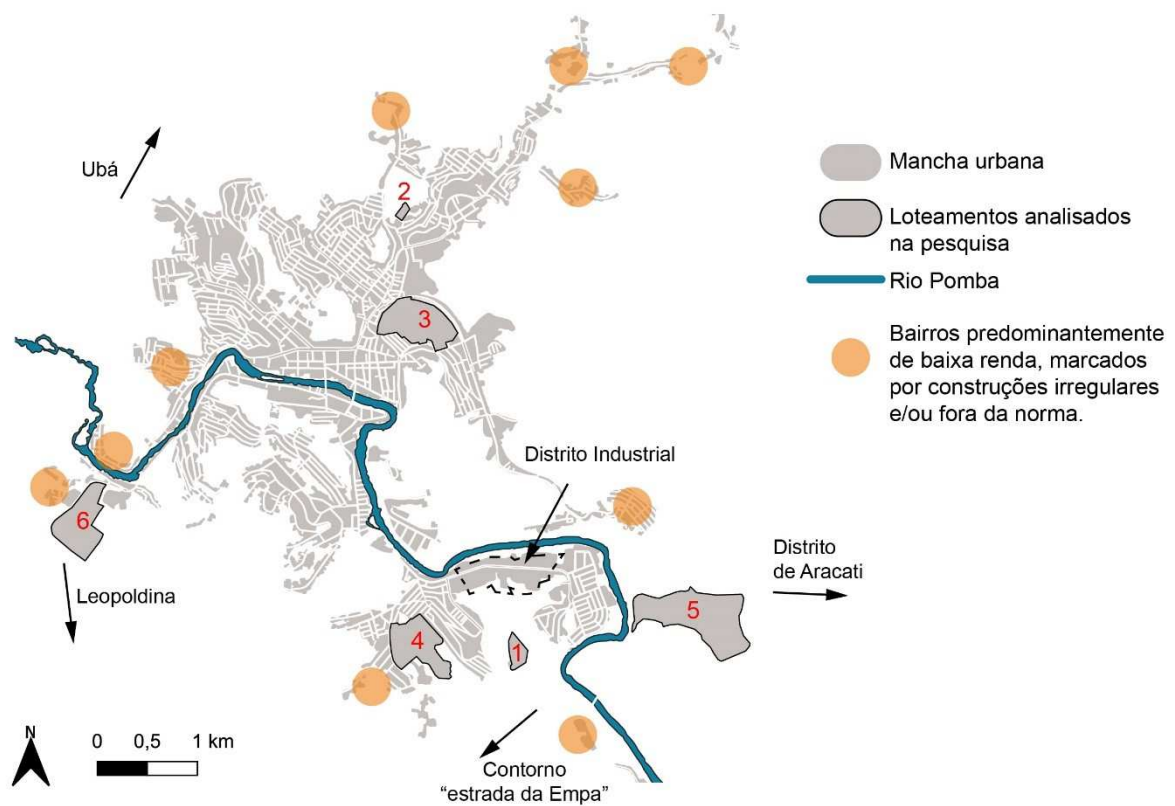 Ubá
2
3
Distrito Industrial
6
Leopoldina
4
1
5
Distrito
de Aracati
Contorno
“estrada da Empa”
N
0 0,5 1 km
Mancha urbana
Loteamentos analisados
na pesquisa
Rio Pomba
Bairros predominantemente
de baixa renda, marcados
por construções irregulares
e/ou fora da norma.